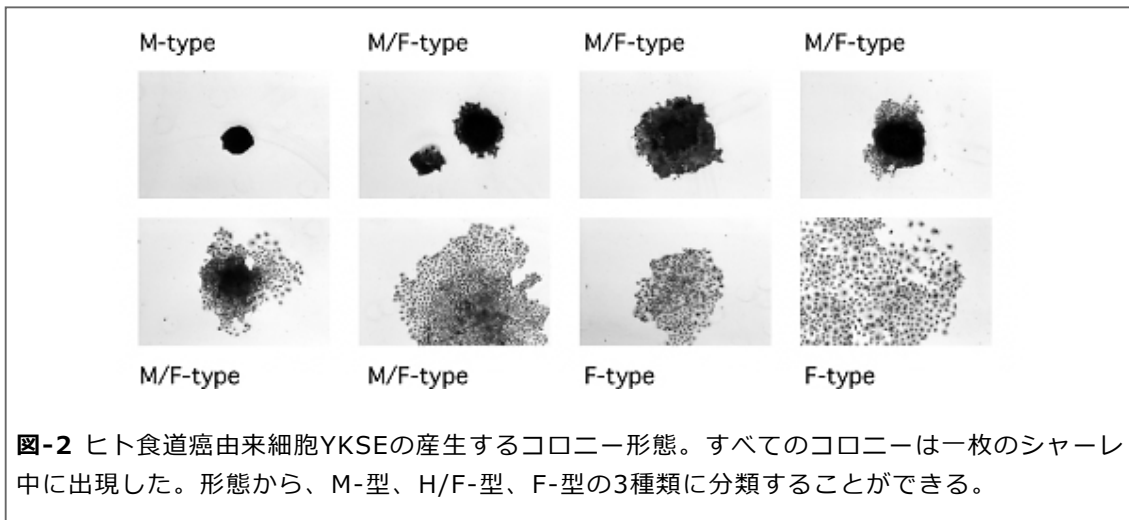 M-type M/F-type M/F-type M/F-type
M/F-type M/F-type F-type F-type
図-2 ヒト食道癌由来細胞YKSEの産生するコロニー形態。すべてのコロニーは一枚のシャーレ
中に出現した。形態から、M-型、H/F-型、F-型の3種類に分類することができる。